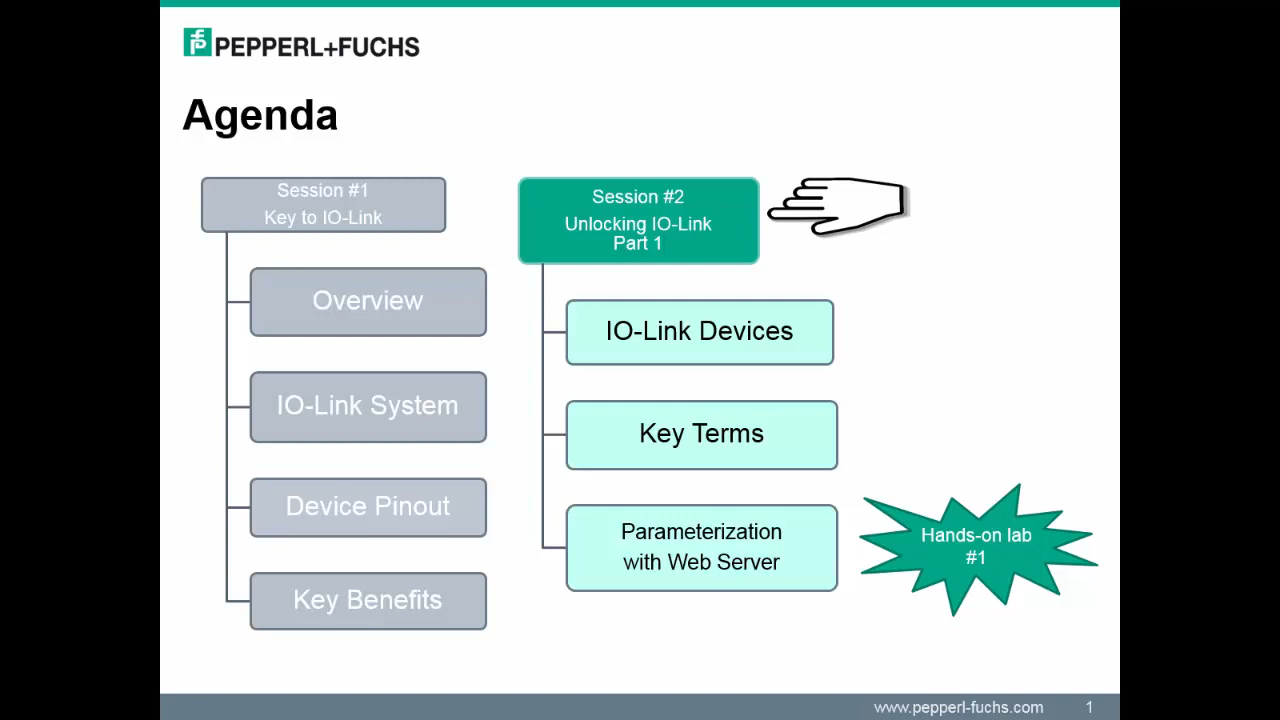 PEPPERL+FUCHS
Agenda
Session #1
Key to IO-Link
Overview
IO-Link System
Device Pinout
Key Benefits
Session #2
Unlocking IO-Link
Part 1
IO-Link Devices
Key Terms
Parameterization
with Web Server
Hands-on lab
#1
www.pepperl-fuchs.com 1